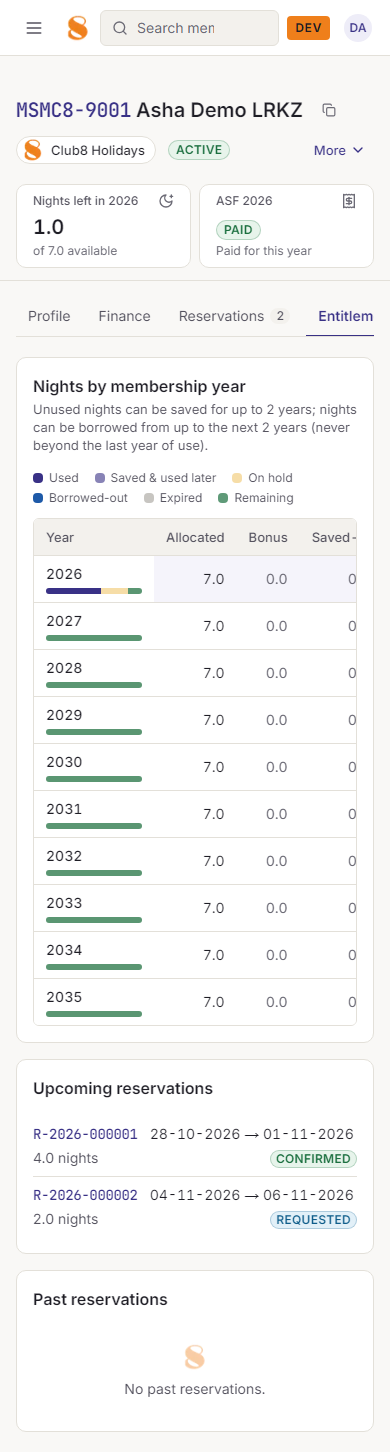 Search mem
DEV
DA
MSMC8-9001 Asha Demo LRKZ
Club8 Holidays
ACTIVE
More
Nights left in 2026
1.0
of 7.0 available
ASF 2026
PAID
Paid for this year
Profile
Finance
Reservations 2
Entitlem
Nights by membership year
Unused nights can be saved for up to 2 years; nights
can be borrowed from up to the next 2 years (never
beyond the last year of use).
Used
Saved & used later
On hold
Borrowed-out
Expired
Remaining
Year Allocated Bonus Saved-
2026 7.0 0.0 0
2027 7.0 0.0 0
2028 7.0 0.0 0
2029 7.0 0.0 0
2030 7.0 0.0 0
2031 7.0 0.0 0
2032 7.0 0.0 0
2033 7.0 0.0 0
2034 7.0 0.0 0
2035 7.0 0.0 0
Upcoming reservations
R-2026-000001 28-10-2026 → 01-11-2026
4.0 nights CONFIRMED
R-2026-000002 04-11-2026 → 06-11-2026
2.0 nights REQUESTED
Past reservations
No past reservations.